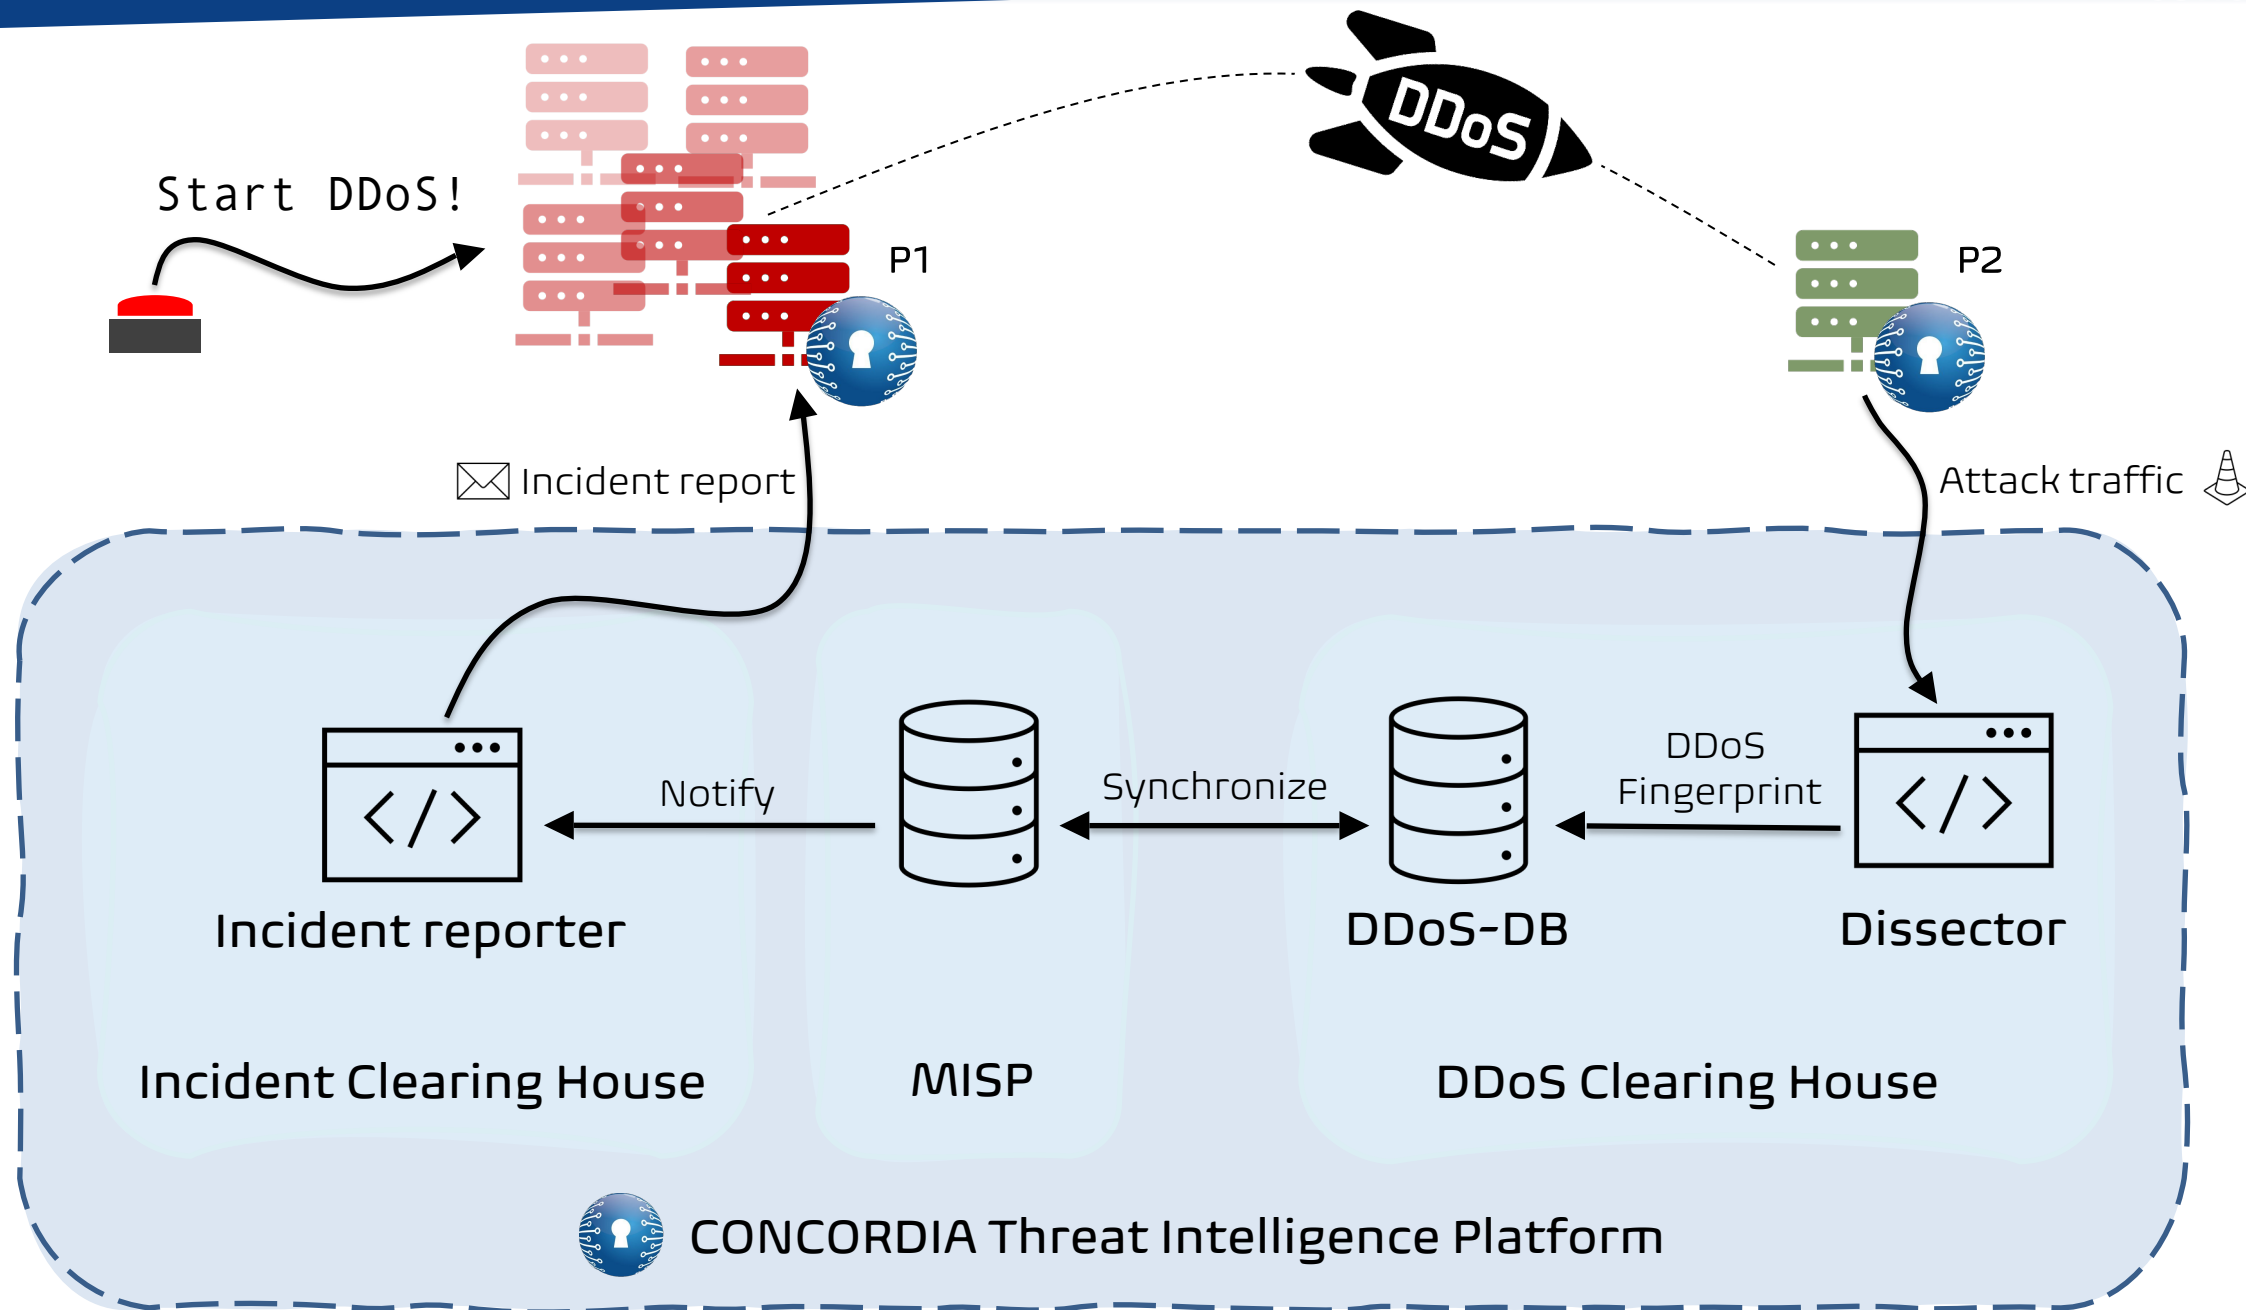 DDoS
Start DDoS!
P1
P2
Incident report
Attack traffic
Notify
Synchronize
DDoS
Fingerprint
Incident reporter
DDoS-DB
Dissector
Incident Clearing House
MISP
DDoS Clearing House
CONCORDIA Threat Intelligence Platform